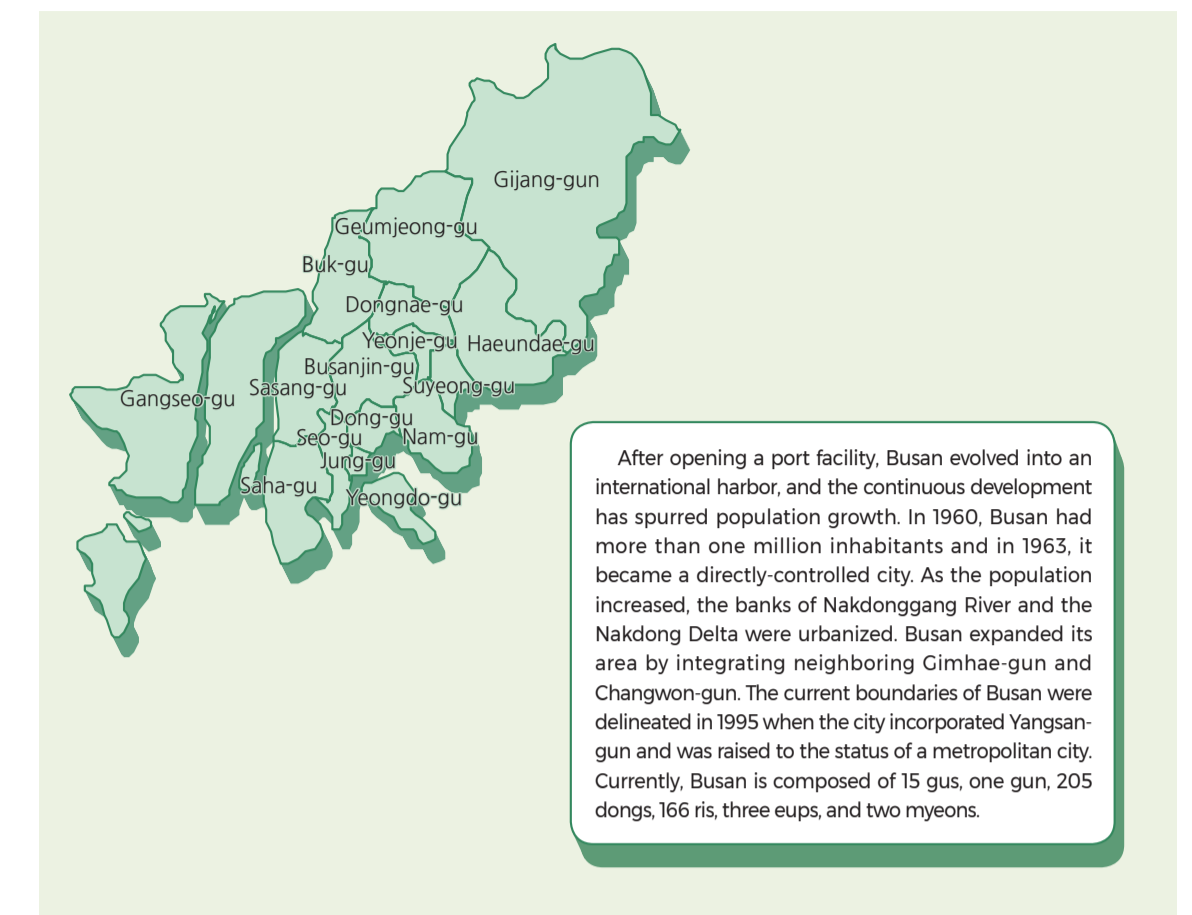 Gijang-gun
Geumjeong-gu
Buk-gu
Dongnae-gu
Yeonje-gu
Haeundae-gu
Busanjin-gu
Sasang-gu
Suyeong-gu
Gangseo-gu
Dong-gu
Seo-gu
Nam-gu
Jung-gu
Saha-gu
Yeongdo-gu
After opening a port facility, Busan evolved into an
international harbor, and the continuous development
has spurred population growth. In 1960, Busan had
more than one million inhabitants and in 1963, it
became a directly-controlled city. As the population
increased, the banks of Nakdonggang River and the
Nakdong Delta were urbanized. Busan expanded its
area by integrating neighboring Gimhae-gun and
Changwon-gun. The current boundaries of Busan were
delineated in 1995 when the city incorporated Yangsan-
gun and was raised to the status of a metropolitan city.
Currently, Busan is composed of 15 gus, one gun, 205
dongs, 166 ris, three eups, and two myeons.